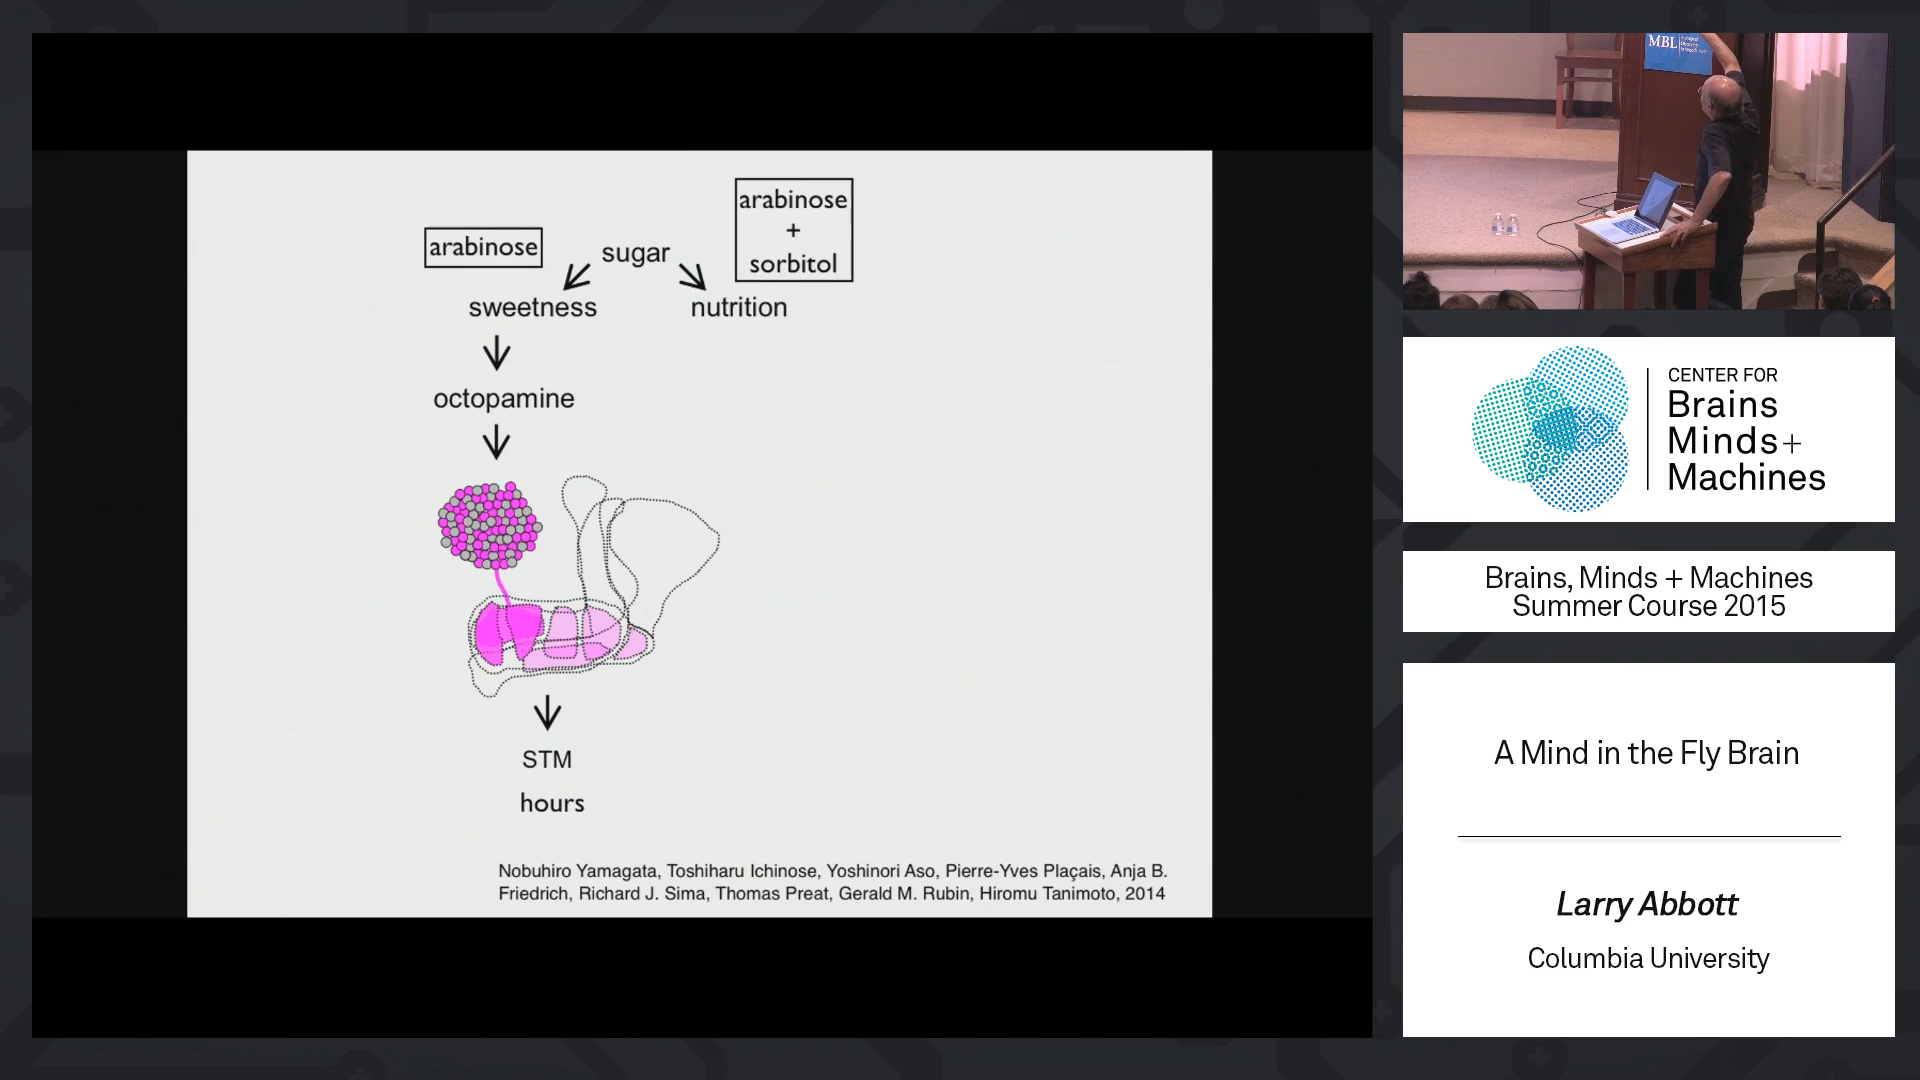 arabinose
arabinose
+
sorbitol
sugar
sweetness
nutrition
octopamine
STM
hours
Nobuhiro Yamagata, Toshiharu Ichinose, Yoshinori Aso, Pierre-Yves Plaçais, Anja B.
Friedrich, Richard J. Sima, Thomas Preat, Gerald M. Rubin, Hiromu Tanimoto, 2014
MBL
CENTER FOR
Brains
Minds+
Machines
Brains, Minds + Machines
Summer Course 2015
A Mind in the Fly Brain
Larry Abbott
Columbia University